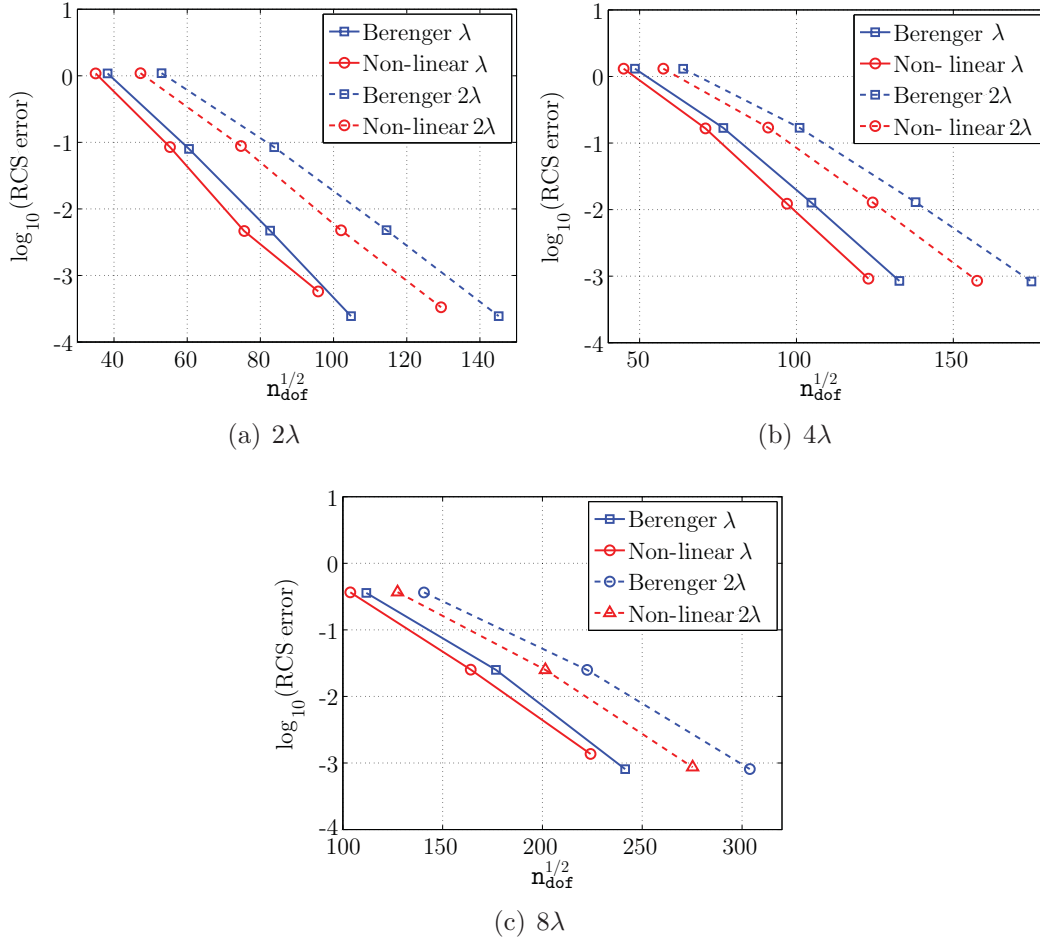 1
0
-1
-2
-3
-4
log10(RCS error)
40 60 80 100 120 140
n_dof^1/2
Berenger λ
Non-linear λ
Berenger 2λ
Non-linear 2λ
(a) 2λ
1
0
-1
-2
-3
-4
log10(RCS error)
50 100 150
n_dof^1/2
Berenger λ
Non- linear λ
Berenger 2λ
Non- linear 2λ
(b) 4λ
1
0
-1
-2
-3
-4
log10(RCS error)
100 150 200 250 300
n_dof^1/2
Berenger λ
Non-linear λ
Berenger 2λ
Non-linear 2λ
(c) 8λ